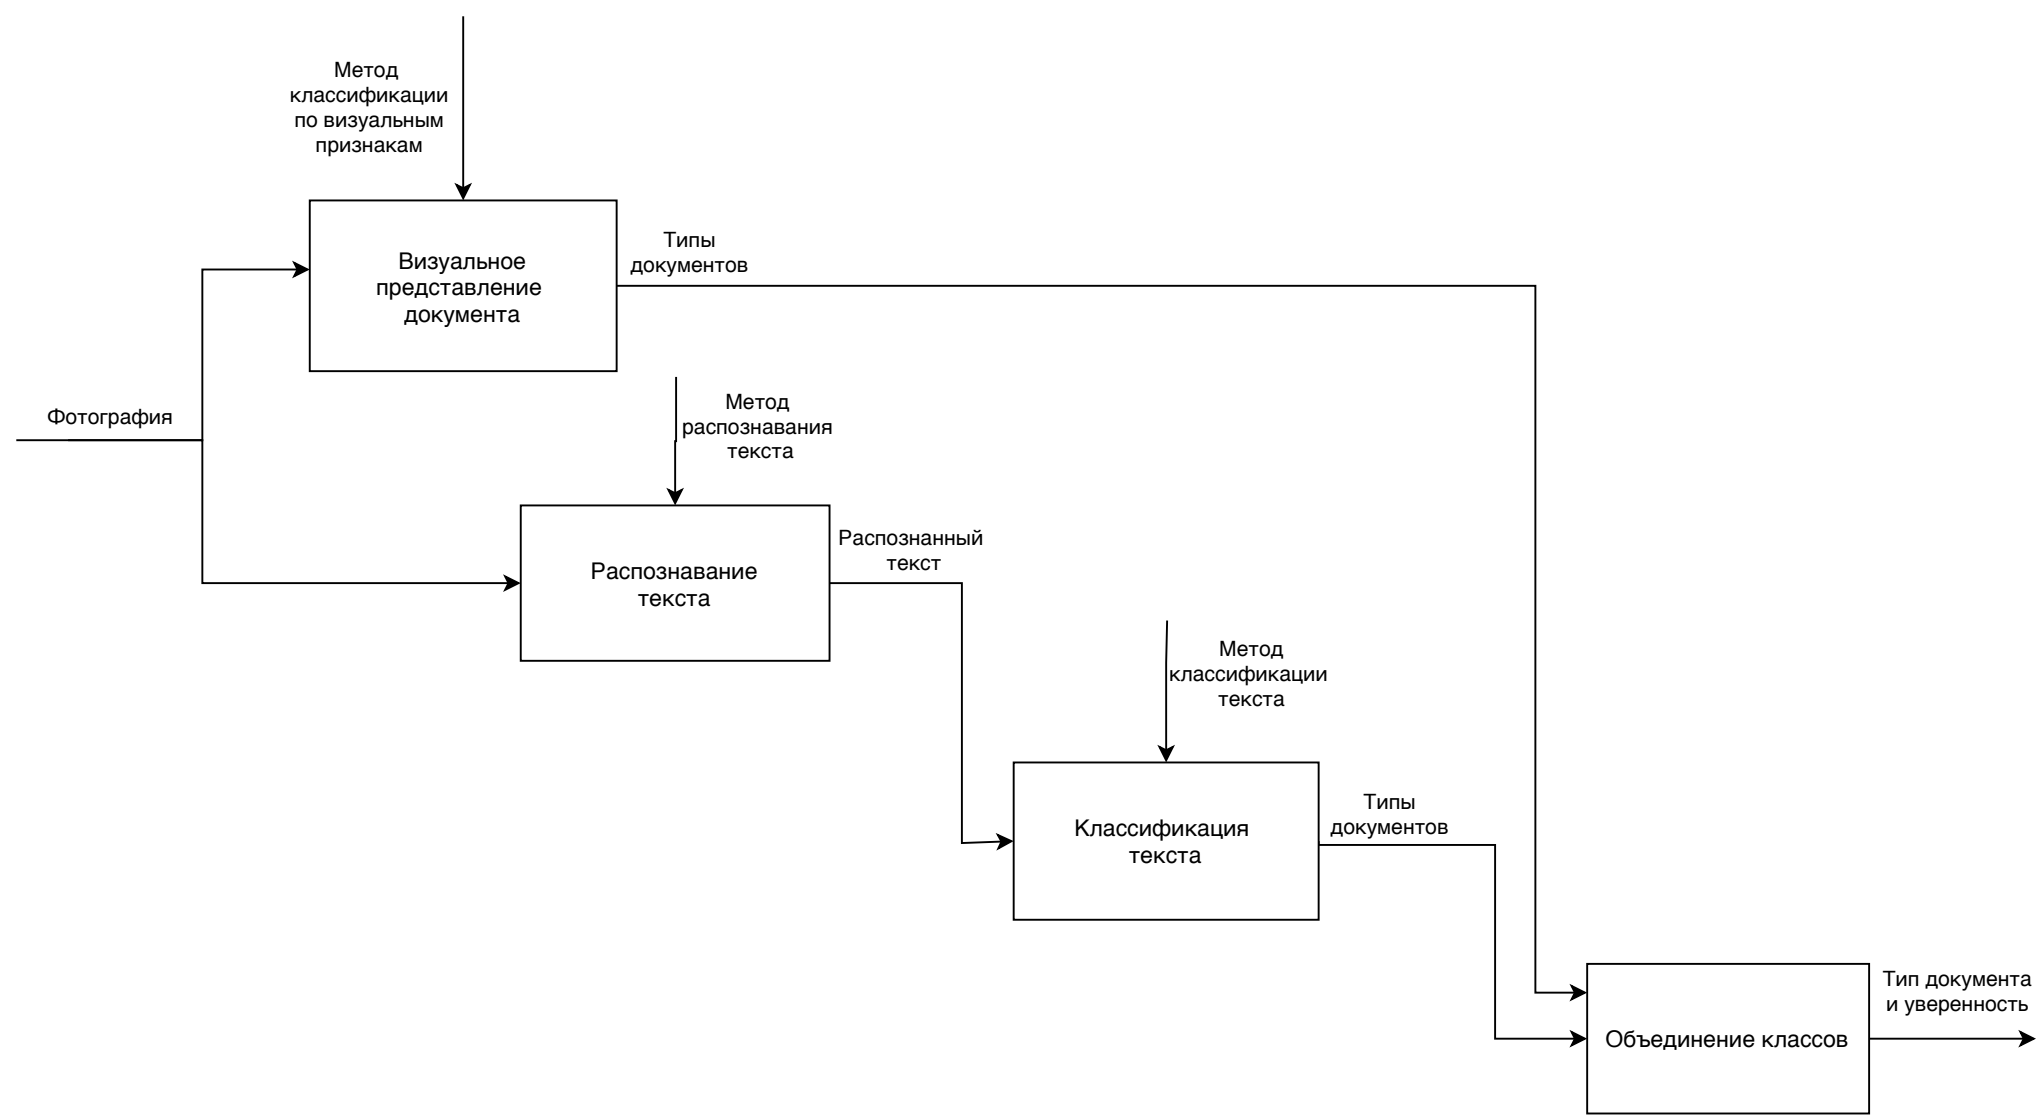 Метод
классификации
по визуальным
признакам
Визуальное
представление
документа
Типы
документов
Фотография
Метод
распознавания
текста
Распознавание
текста
Распознанный
текст
Метод
классификации
текста
Классификация
текста
Типы
документов
Объединение классов
Тип документа
и уверенность